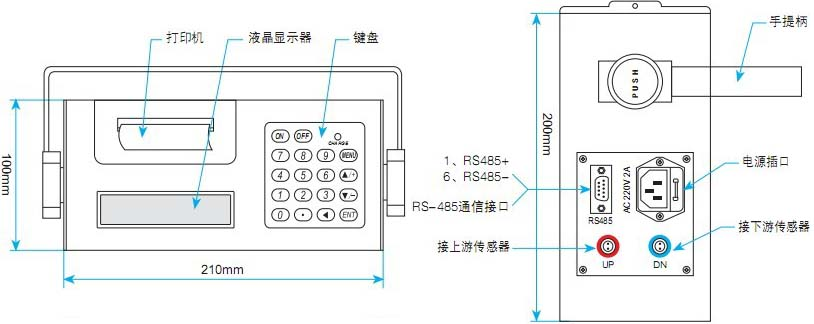 打印机
液晶显示器
键盘
100mm
210mm
ON
OFF
CHARGE
7
8
9
MENU
4
5
6
▲/+
1
2
3
▼/-
0
·
◀
ENT
手提柄
PUSH
200mm
1、RS485+
6、RS485-
RS-485通信接口
RS485
AC 220V 2A
电源插口
接上游传感器
UP
DN
接下游传感器